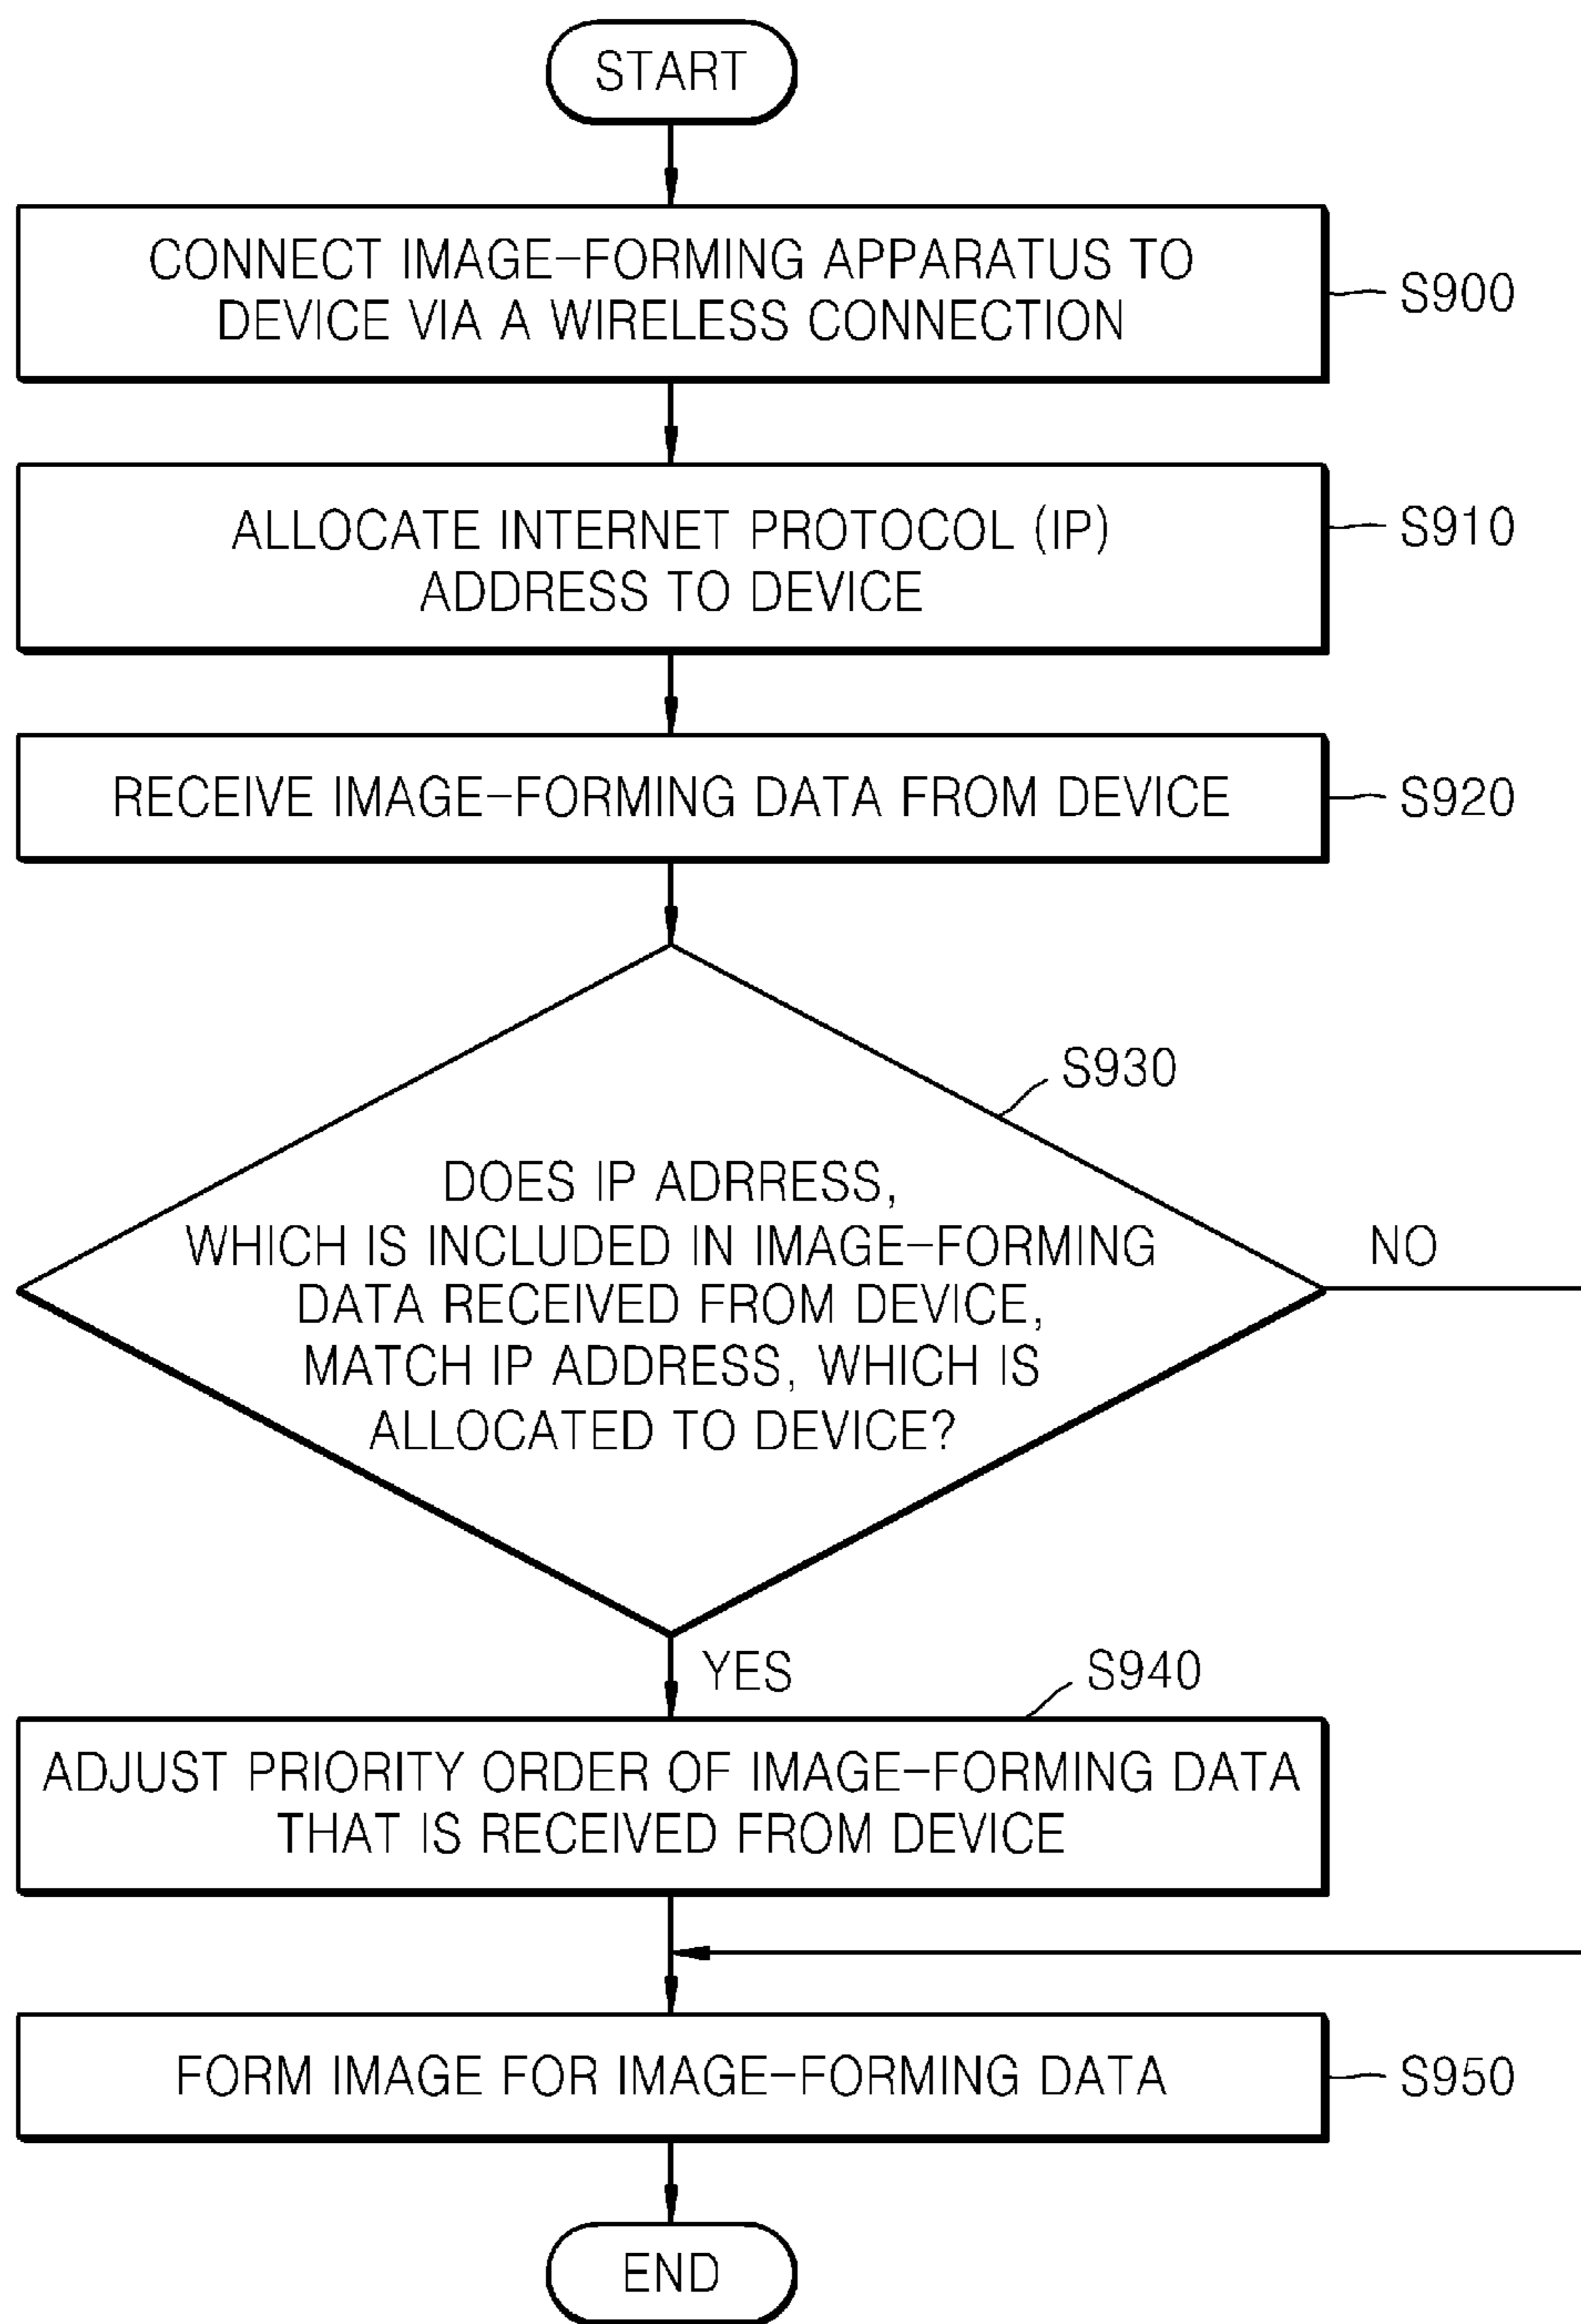 START
CONNECT IMAGE-FORMING APPARATUS TO
DEVICE VIA A WIRELESS CONNECTION
S900
ALLOCATE INTERNET PROTOCOL (IP)
ADDRESS TO DEVICE
S910
RECEIVE IMAGE-FORMING DATA FROM DEVICE
S920
S930
DOES IP ADRRESS,
WHICH IS INCLUDED IN IMAGE-FORMING
DATA RECEIVED FROM DEVICE,
MATCH IP ADDRESS, WHICH IS
ALLOCATED TO DEVICE?
NO
YES
S940
ADJUST PRIORITY ORDER OF IMAGE-FORMING DATA
THAT IS RECEIVED FROM DEVICE
FORM IMAGE FOR IMAGE-FORMING DATA
S950
END